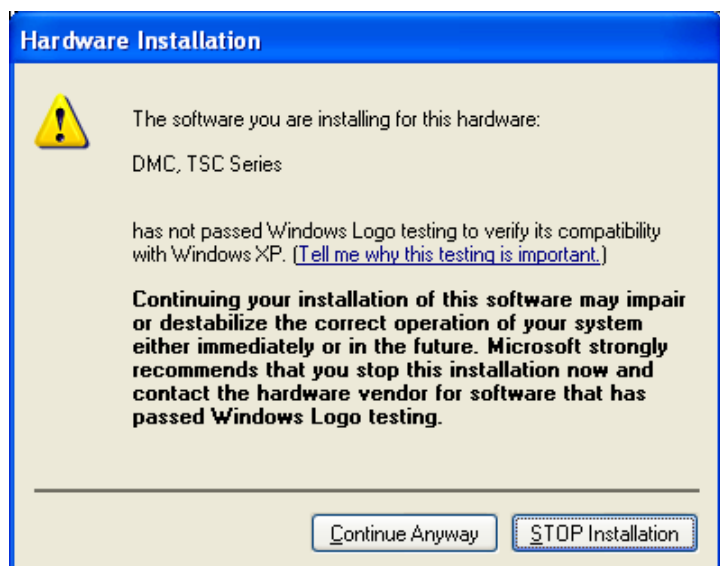 Hardware Installation
The software you are installing for this hardware:
DMC, TSC Series
has not passed Windows Logo testing to verify its compatibility
with Windows XP. (Tell me why this testing is important.)
Continuing your installation of this software may impair
or destabilize the correct operation of your system
either immediately or in the future. Microsoft strongly
recommends that you stop this installation now and
contact the hardware vendor for software that has
passed Windows Logo testing.
Continue Anyway
STOP Installation